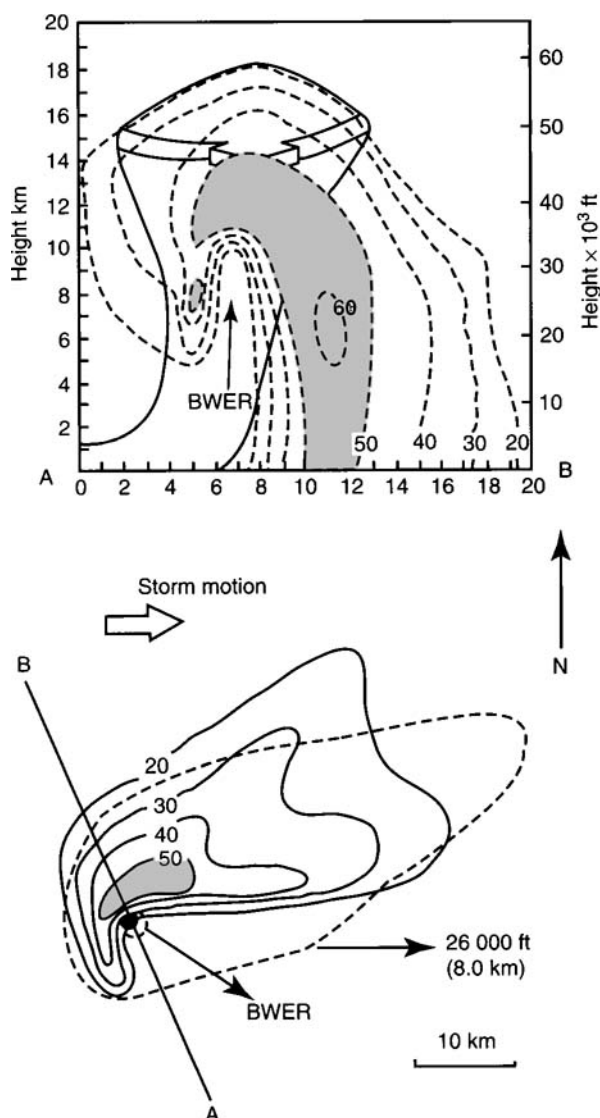 20
18
16
14
12
10
8
6
4
2
Height km
60
50
40
30
20
10
Height × 10³ ft
60
BWER
50 40 30 20
A 0 2 4 6 8 10 12 14 16 18 20 B
Storm motion
N
B
20
30
40
50
26 000 ft
(8.0 km)
BWER
10 km
A